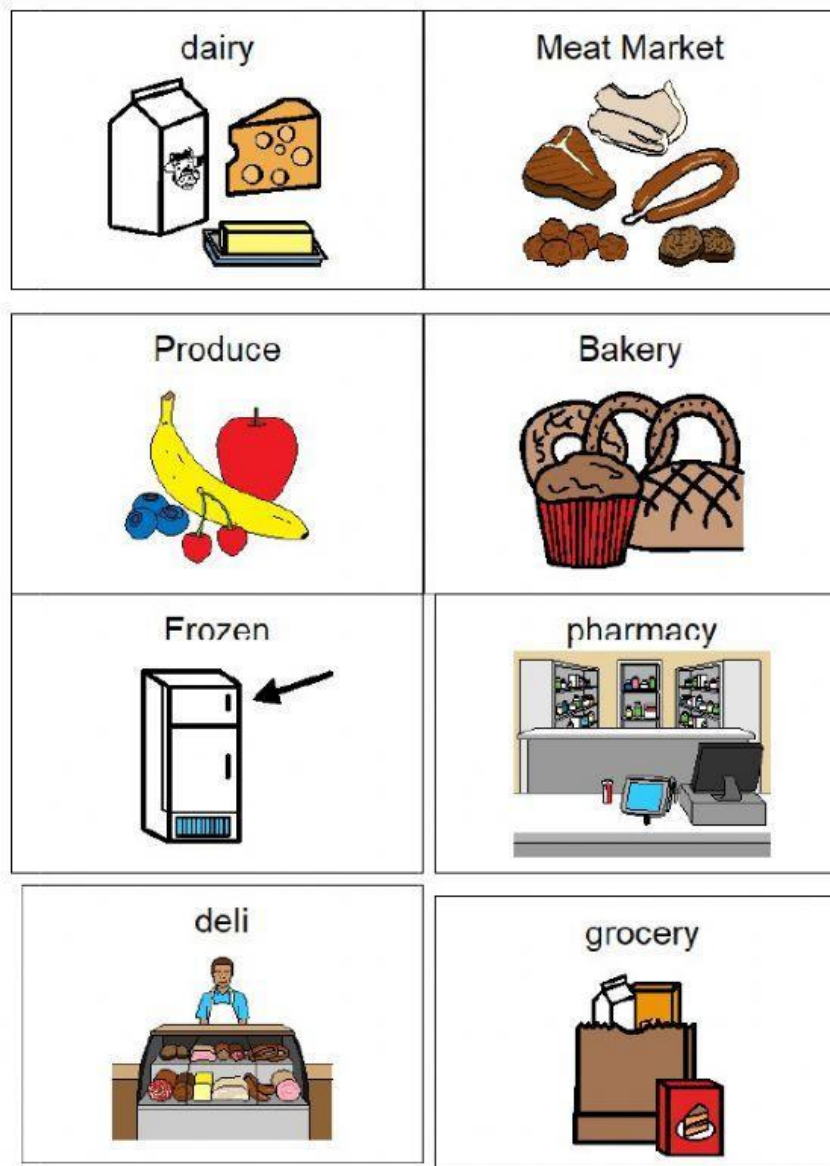 dairy
Meat Market
Produce
Bakery
Frozen
pharmacy
deli
grocery